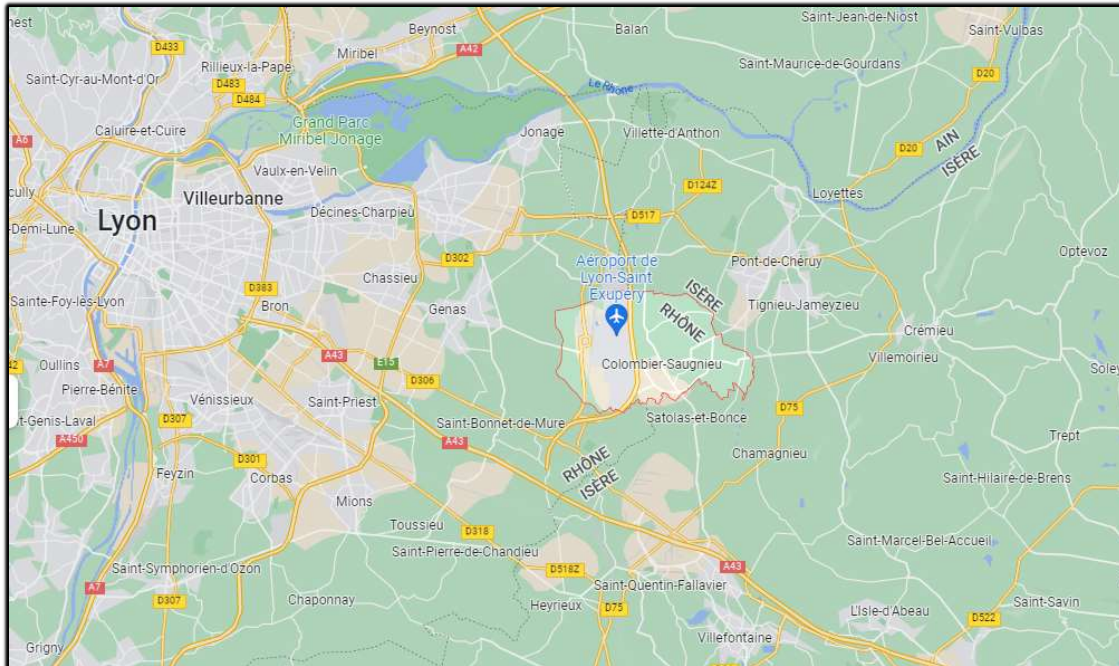 Saint-Jean-de-Niost
nest
Beynost
Balan
Saint-Vulbas
D433
A42
Miribel
Rillieux-la-Pape
Saint-Maurice-de-Gourdans
Saint-Cyr-au-Mont-d'Or
D20
D483
D484
Le Rhône
Grand Parc
Miribel Jonage
Caluire-et-Cuire
Jonage
Villette-d'Anthon
A6
AIN
D20
ISÈRE
Vaulx-en-Velin
cully
Villeurbanne
D124Z
Loyettes
Décines-Charpieu
Lyon
D517
-Demi-Lune
Optevoz
D302
Aéroport de
Lyon-Saint
Exupery
Pont-de-Chéruy
Chassieu
ISÈRE
D383
Sainte-Foy-lès-Lyon
Bron
Genas
RHÔNE
Tignieu-Jameyzieu
Crémieu
A43
Villemoirieu
42
Oullins
A7
E15
Colombier-Saugnieu
Soley
Pierre-Bénite
D306
Vénissieux
Saint-Priest
D75
t-Genis-Laval
D307
Saint-Bonnet-de-Mure
Satolas-et-Bonce
A450
A43
Trept
D301
Chamagnieu
Feyzin
RHÔNE
ISÈRE
Corbas
Saint-Hilaire-de-Brens
Mions
Toussieu
D318
Saint-Marcel-Bel-Accueil
Saint-Pierre-de-Chandieu
Saint-Symphorien-d'Ozon
D518Z
A43
A7
Saint-Quentin-Fallavier
D307
Chaponnay
Heyrieux
D75
L'Isle-d'Abeau
Saint-Savin
D522
Villefontaine
Grigny